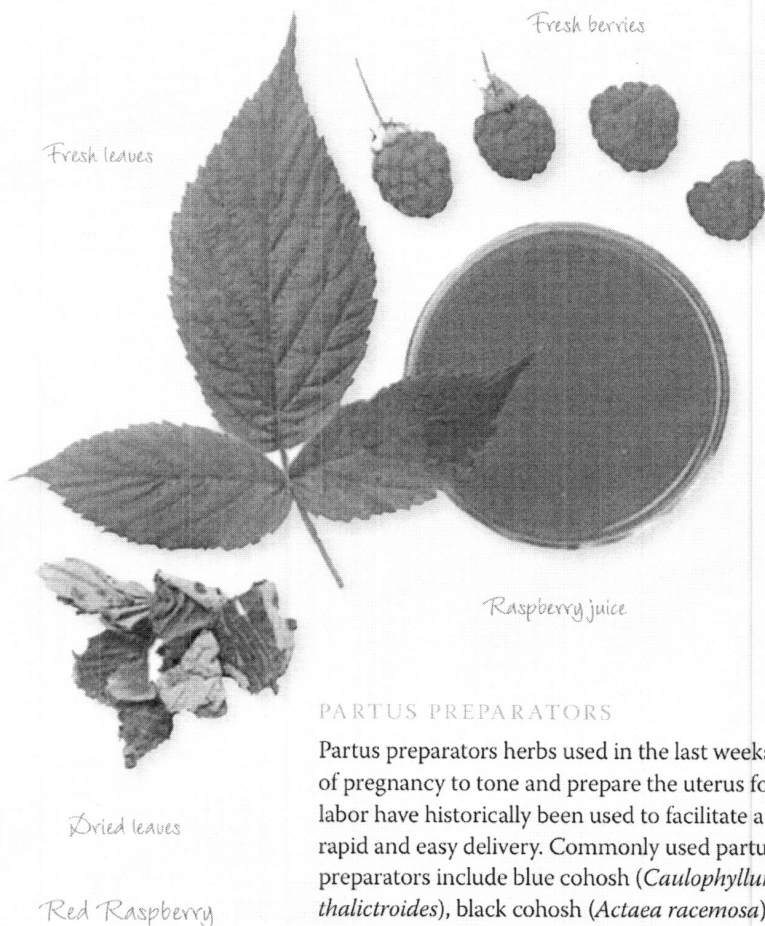 Fresh berries
Fresh leaves
Raspberry juice
Dried leaves
Red Raspberry
PARTUS PREPARATORS
Partus preparators herbs used in the last weeks
of pregnancy to tone and prepare the uterus fo
labor have historically been used to facilitate a
rapid and easy delivery. Commonly used partu
preparators include blue cohosh (Caulophyllu
thalictroides), black cohosh (Actaea racemosa)